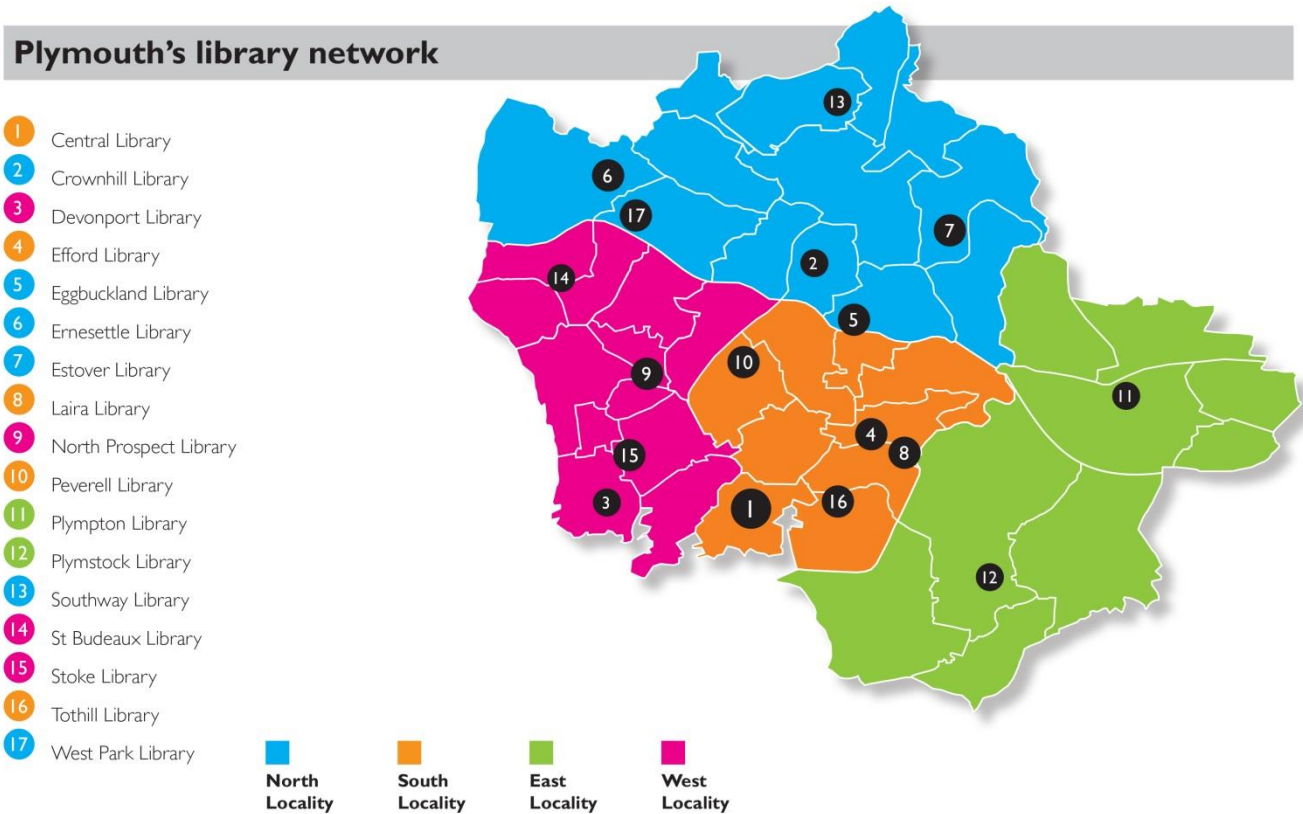 Plymouth's library network
1 Central Library
2 Crownhill Library
3 Devonport Library
4 Efford Library
5 Eggbuckland Library
6 Ernesettle Library
7 Estover Library
8 Laira Library
9 North Prospect Library
10 Peverell Library
11 Plympton Library
12 Plymstock Library
13 Southway Library
14 St Budeaux Library
15 Stoke Library
16 Tothill Library
17 West Park Library
13
6
17
7
2
5
10
9
11
14
4
8
15
3
1
16
12
North
Locality
South
Locality
East
Locality
West
Locality